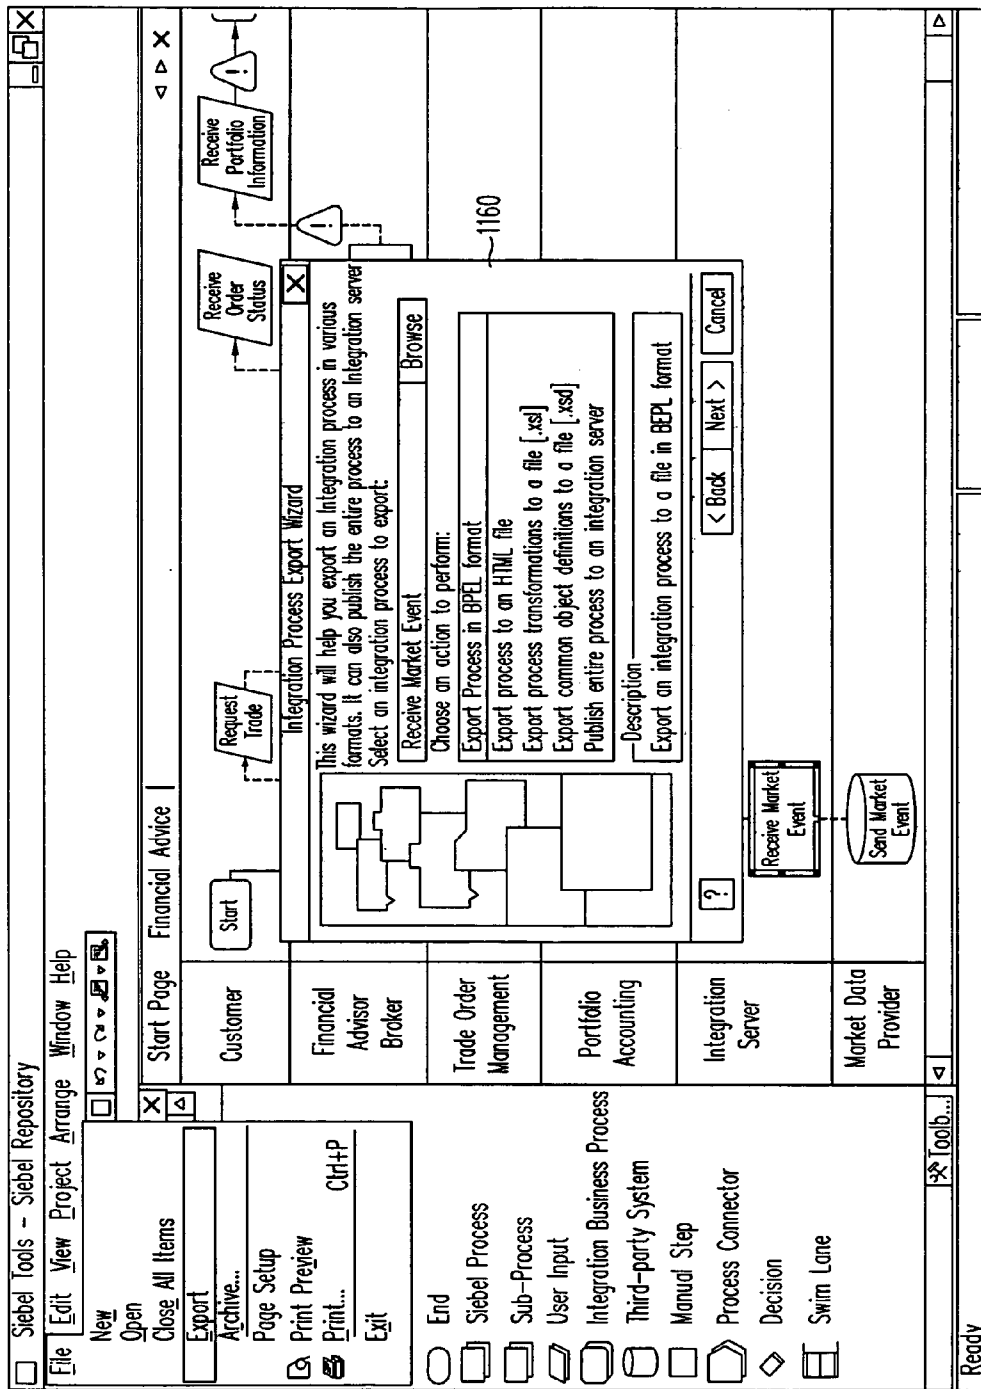 Siebel Tools - Siebel Repository
File Edit View Project Arrange Window Help
New
Open
Close All Items
Export
Archive...
Page Setup
Print Preview
Print... Ctrl+P
Exit
End
Siebel Process
Sub-Process
User Input
Integration Business Process
Third-party System
Manual Step
Process Connector
Decision
Swim Lane
Toolb...
Ready
Start Page
Financial Advice
Customer
Financial
Advisor
Broker
Trade Order
Management
Portfolio
Accounting
Integration
Server
Market Data
Provider
Start
Request
Trade
Receive
Order
Status
Receive
Portfolio
Information
!
!
Integration Process Export Wizard
This wizard will help you export an Integration process in various
formats. It can also publish the entire process to an Integration server
Select an integration process to export:
Receive Market Event
Browse
Choose an action to perform:
Export Process in BPEL format
Export process to an HTML file
Export process transformations to a file [.xsl]
Export common object definitions to a file [.xsd]
Publish entire process to an integration server
Description
Export an integration process to a file in BEPL format
?
< Back
Next >
Cancel
1160
Receive Market
Event
Send Market
Event